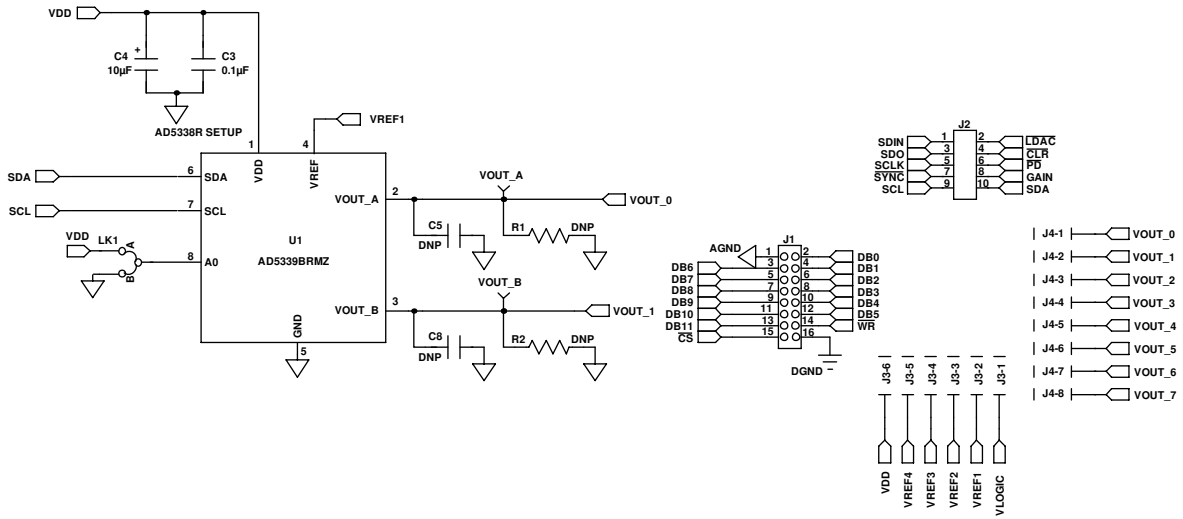 VDD
C4
+
10µF
C3
0.1µF
AD5338R SETUP
1
4
VREF1
VDD
VREF
SDA
6
SDA
SCL
7
SCL
VDD
LK1
A
B
8
A0
U1
AD5339BRMZ
VOUT_A
2
VOUT_A
VOUT_0
C5
DNP
R1
DNP
VOUT_B
3
VOUT_B
VOUT_1
C8
DNP
R2
DNP
GND
5
J2
SDIN 1 2 LDAC
SDO 3 4 CLR
SCLK 5 6 PD
SYNC 7 8 GAIN
SCL 9 10 SDA
J1
AGND 1 2 DB0
DB6 3 4 DB1
DB7 5 6 DB2
DB8 7 8 DB3
DB9 9 10 DB4
DB10 11 12 DB5
DB11 13 14 WR
CS 15 16
DGND
J4-1 VOUT_0
J4-2 VOUT_1
J4-3 VOUT_2
J4-4 VOUT_3
J4-5 VOUT_4
J4-6 VOUT_5
J4-7 VOUT_6
J4-8 VOUT_7
J3-6 VDD
J3-5 VREF4
J3-4 VREF3
J3-3 VREF2
J3-2 VREF1
J3-1 VLOGIC